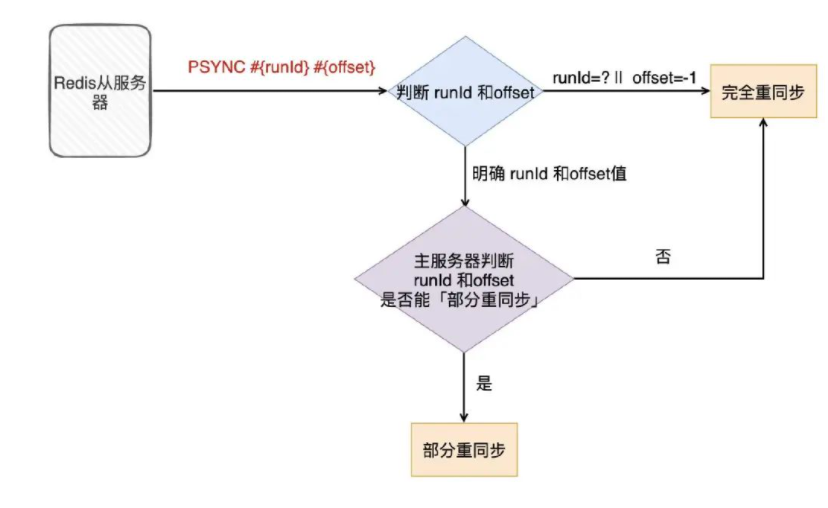 Redis从服务
器
PSYNC #{runId} #{offset}
判断 runId 和offset
runId=? || offset=-1
完全重同步
明确 runId 和offset值
主服务器判断
runId 和offset
是否能「部分重同步」
否
是
部分重同步